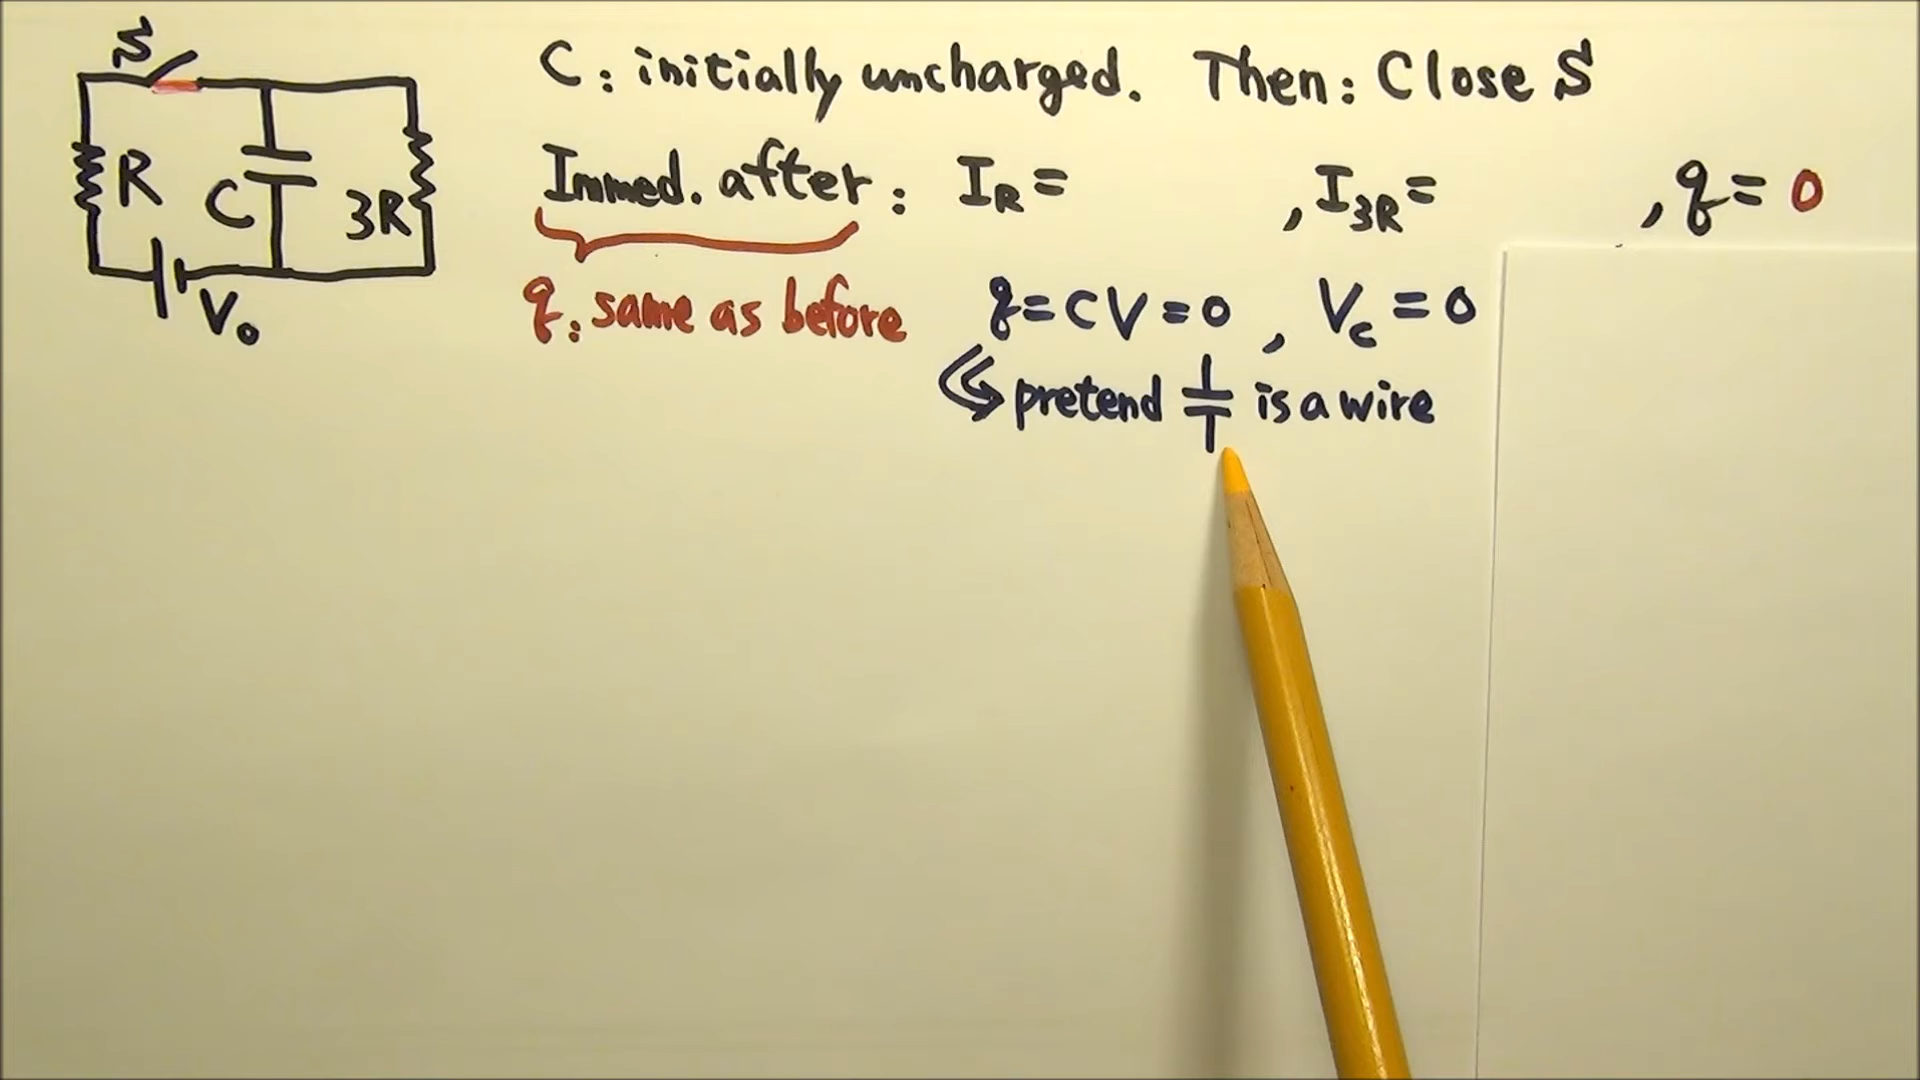 S
R
C
3R
V₀
C: initially uncharged. Then: Close S
Immed. after: I_R = , I_3R = , q = 0
q: same as before
q = CV = 0 , V_c = 0
pretend is a wire